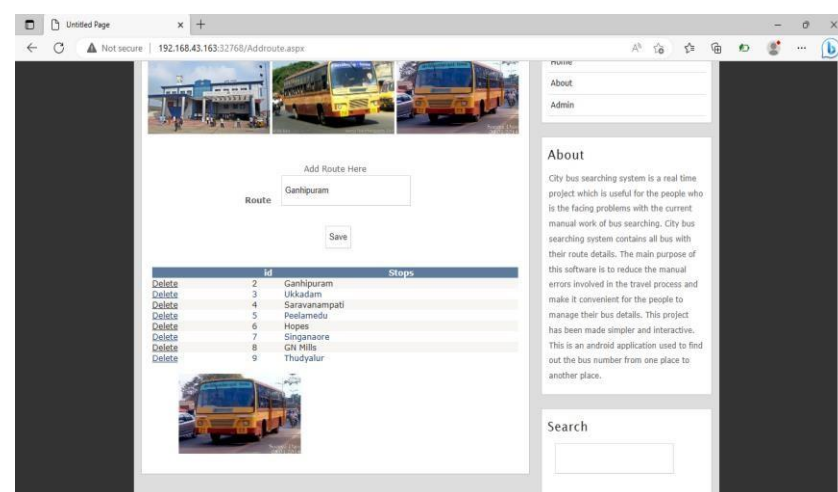 Untitled Page
Not secure 192.168.43.163:32768/Addroute.aspx
Home
About
Admin
Add Route Here
Route Ganhipuram
Save
id Stops
Delete 2 Ganhipuram
Delete 3 Ukkadam
Delete 4 Saravanampati
Delete 5 Peelamedu
Delete 6 Hopes
Delete 7 Singanaore
Delete 8 GN Mills
Delete 9 Thudyalur
About
City bus searching system is a real time
project which is useful for the people who
is the facing problems with the current
manual work of bus searching. City bus
searching system contains all bus with
their route details. The main purpose of
this software is to reduce the manual
errors involved in the travel process and
make it convenient for the people to
manage their bus details. This project
has been made simpler and interactive.
This is an android application used to find
out the bus number from one place to
another place.
Search